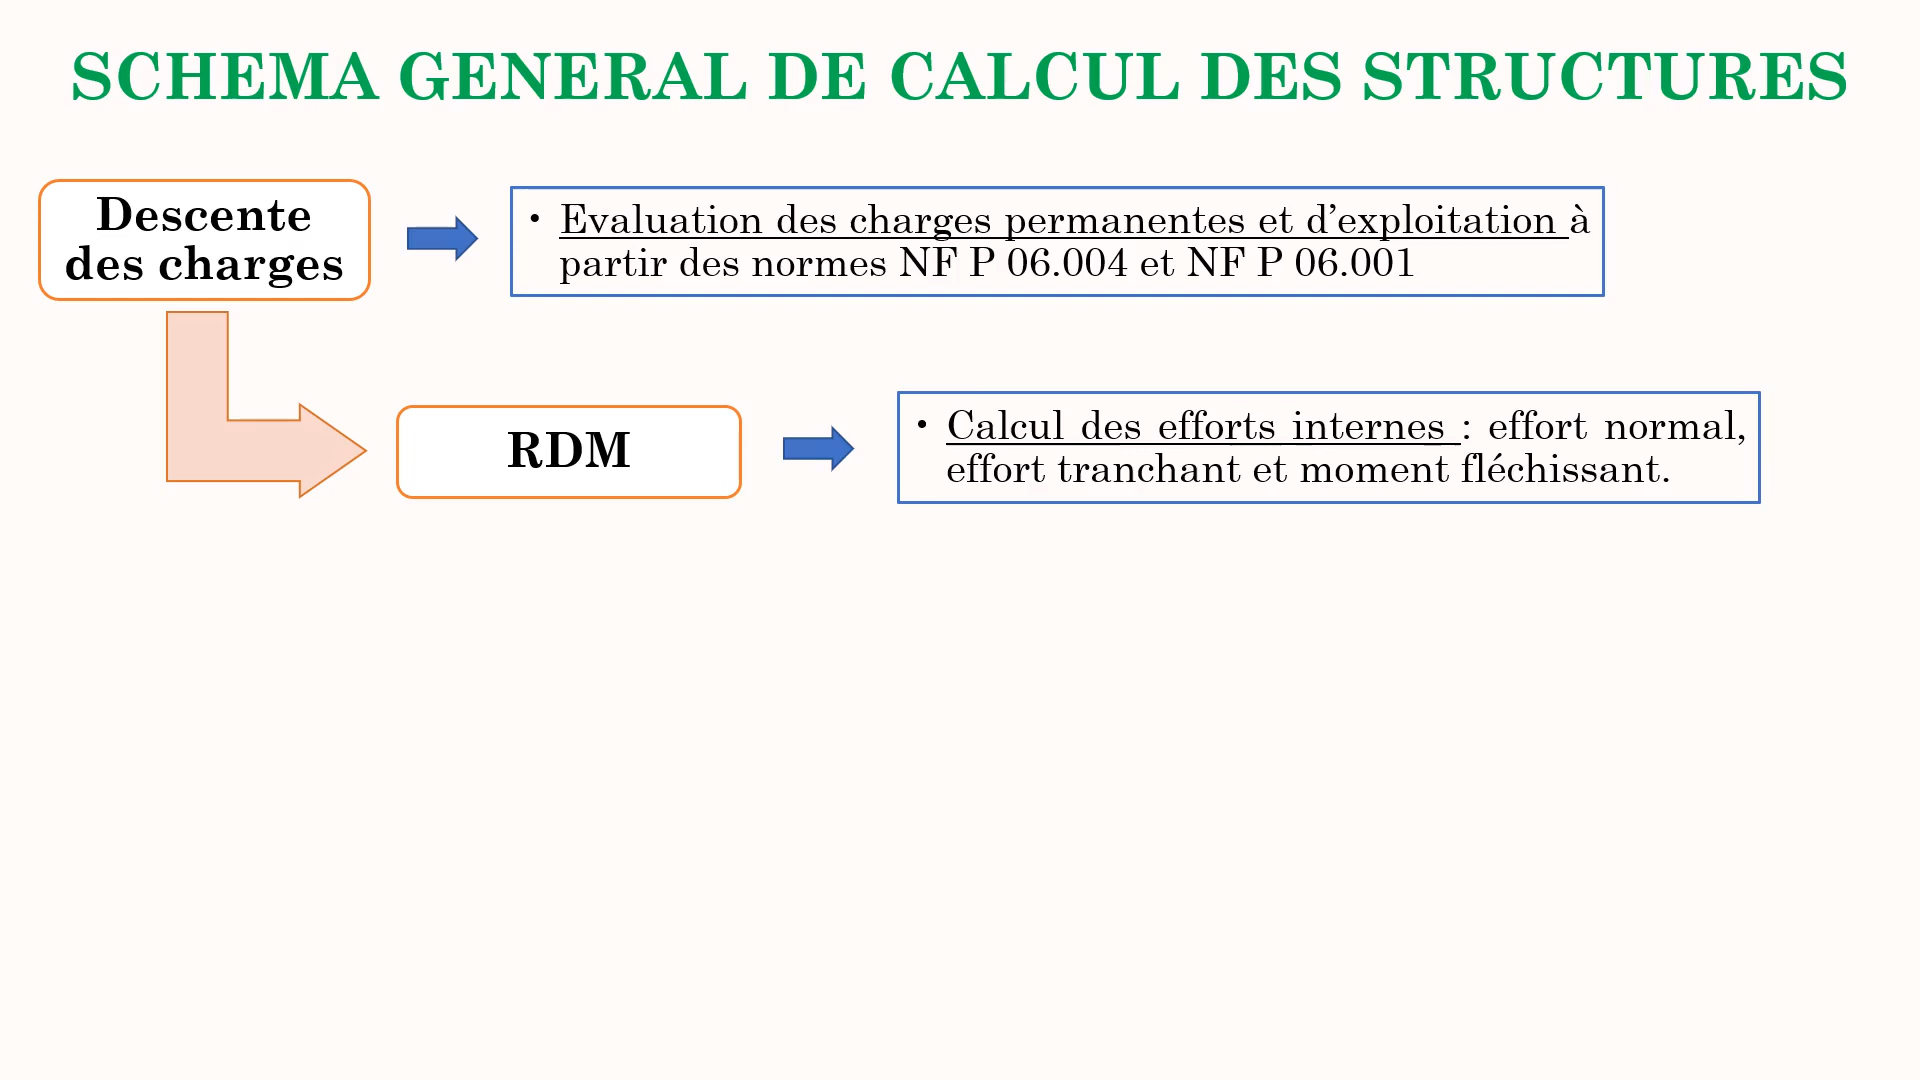 SCHEMA GENERAL DE CALCUL DES STRUCTURES
Descente
des charges
• Evaluation des charges permanentes et d’exploitation à
partir des normes NF P 06.004 et NF P 06.001
RDM
• Calcul des efforts internes : effort normal,
effort tranchant et moment fléchissant.